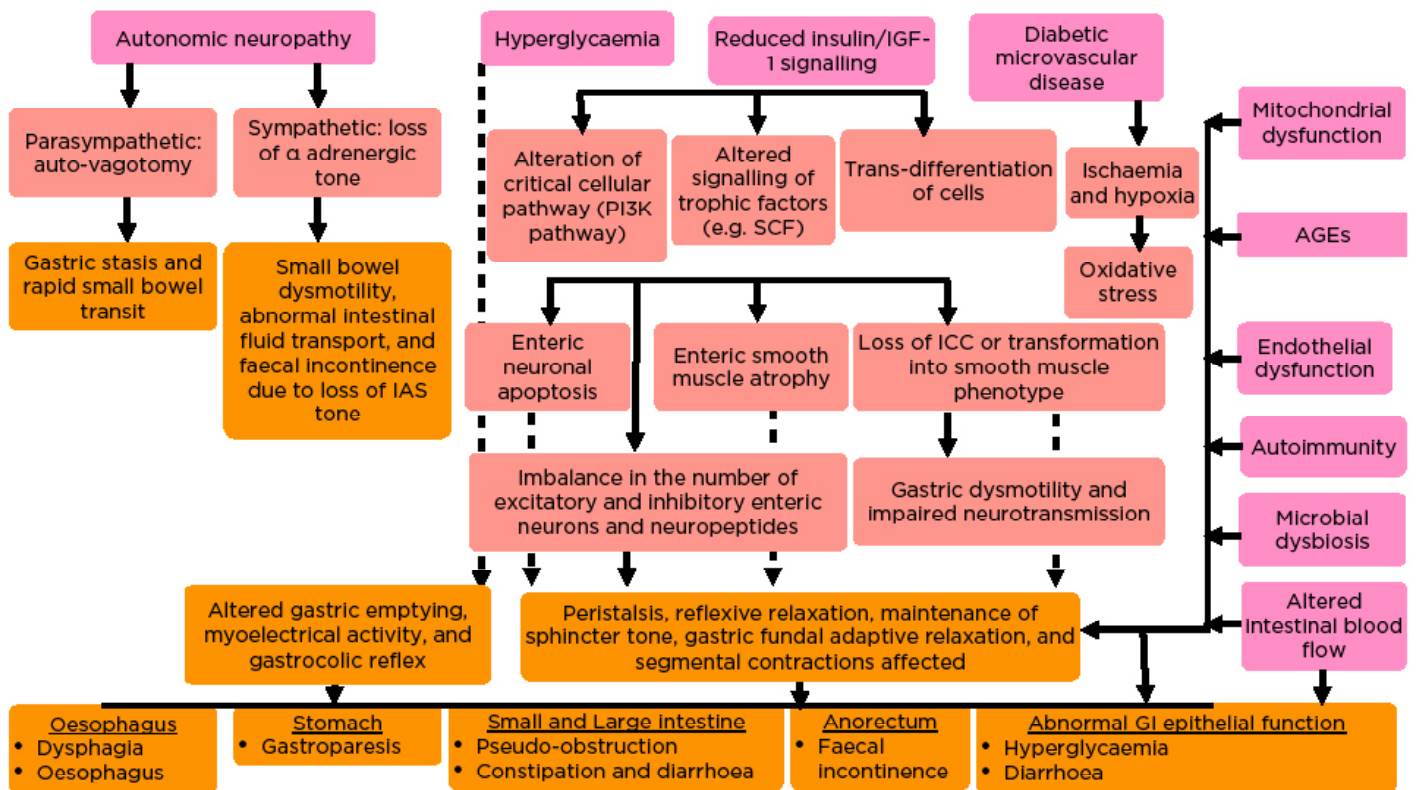 Autonomic neuropathy
Hyperglycaemia
Reduced insulin/IGF-
1 signalling
Diabetic
microvascular
disease
Mitochondrial
dysfunction
Parasympathetic:
auto-vagotomy
Sympathetic: loss
of α adrenergic
tone
Alteration of
critical cellular
pathway (PI3K
pathway)
Altered
signalling of
trophic factors
(e.g. SCF)
Trans-differentiation
of cells
Ischaemia
and hypoxia
AGEs
Gastric stasis and
rapid small bowel
transit
Small bowel
dysmotility,
abnormal intestinal
fluid transport, and
faecal incontinence
due to loss of IAS
tone
Oxidative
stress
Enteric
neuronal
apoptosis
Enteric smooth
muscle atrophy
Loss of ICC or transformation
into smooth muscle
phenotype
Endothelial
dysfunction
Autoimmunity
Imbalance in the number of
excitatory and inhibitory enteric
neurons and neuropeptides
Gastric dysmotility and
impaired neurotransmission
Microbial
dysbiosis
Altered gastric emptying,
myoelectrical activity, and
gastrocolic reflex
Peristalsis, reflexive relaxation, maintenance of
sphincter tone, gastric fundal adaptive relaxation, and
segmental contractions affected
Altered
intestinal blood
flow
Oesophagus
• Dysphagia
• Oesophagus
Stomach
• Gastroparesis
Small and Large intestine
• Pseudo-obstruction
• Constipation and diarrhoea
Anorectum
• Faecal
incontinence
Abnormal GI epithelial function
• Hyperglycaemia
• Diarrhoea